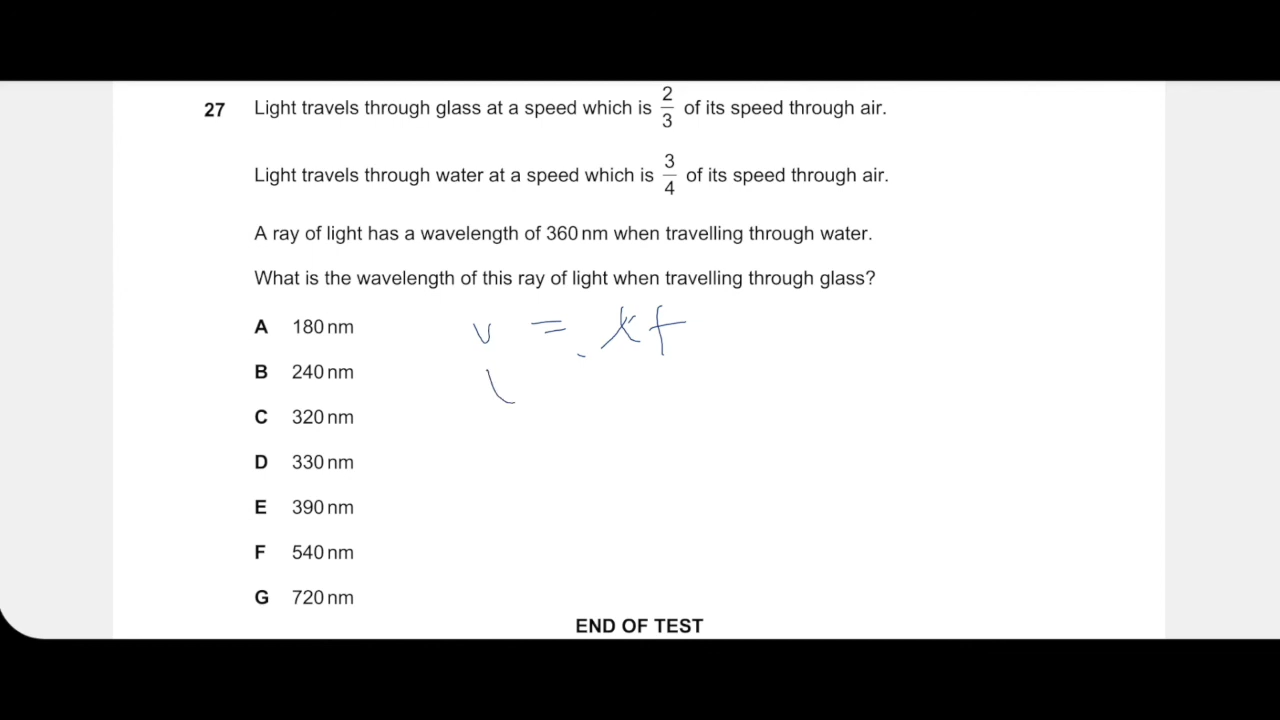 27 Light travels through glass at a speed which is 2/3 of its speed through air.
Light travels through water at a speed which is 3/4 of its speed through air.
A ray of light has a wavelength of 360 nm when travelling through water.
What is the wavelength of this ray of light when travelling through glass?
A 180 nm
v = λf
B 240 nm
C 320 nm
D 330 nm
E 390 nm
F 540 nm
G 720 nm
END OF TEST